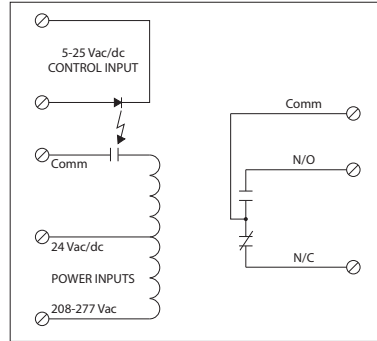 5-25 Vac/dc
CONTROL INPUT
Comm
24 Vac/dc
POWER INPUTS
208-277 Vac
Comm
N/O
N/C